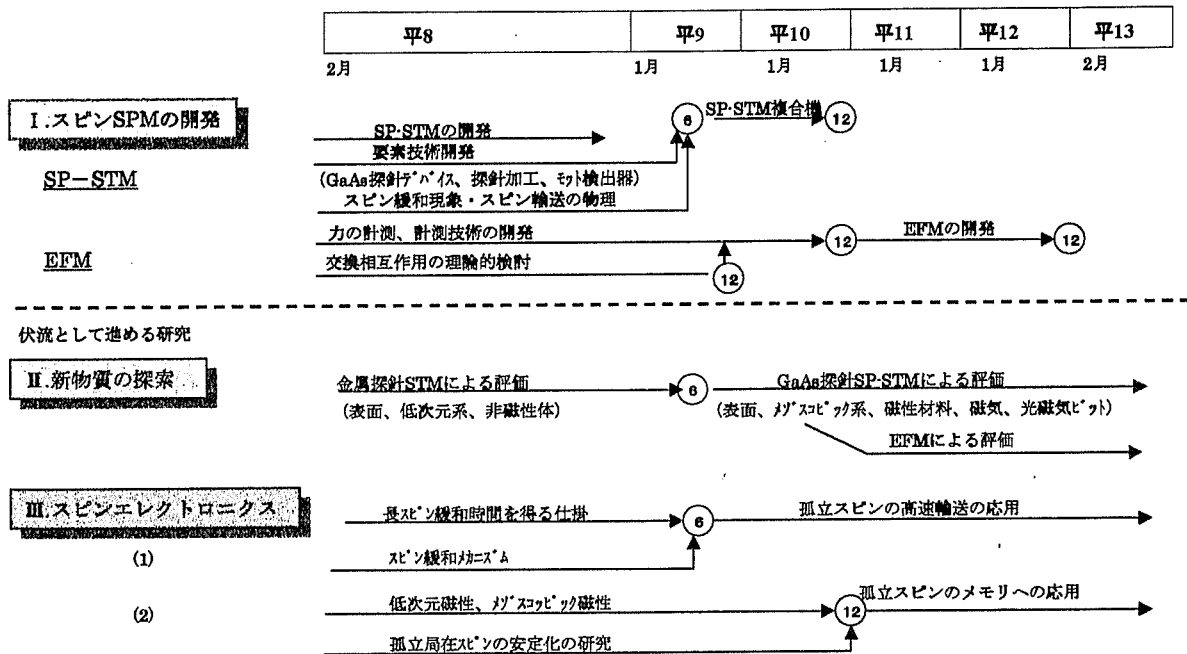 平8 平9 平10 平11 平12 平13
2月 1月 1月 1月 1月 2月
Ⅰ.スピンSPMの開発
SP·STM複合機
6
12
SP·STMの開発
要素技術開発
SP－STM
(GaAs探針ﾃﾞﾊﾞｲｽ、探針加工、ﾓｯﾄ検出器)
スピン緩和現象・スピン輸送の物理
力の計測、計測技術の開発
12
EFMの開発
12
EFM
交換相互作用の理論的検討
12
伏流として進める研究
Ⅱ.新物質の探索
金属探針STMによる評価
6
GaAs探針SP·STMによる評価
(表面、低次元系、非磁性体)
(表面、ﾒｿﾞｽｺﾋﾟｯｸ系、磁性材料、磁気、光磁気ﾋﾞｯﾄ)
EFMによる評価
Ⅲ.スピンエレクトロニクス
長ｽﾋﾟﾝ緩和時間を得る仕掛
6
孤立スピンの高速輸送の応用
(1)
ｽﾋﾟﾝ緩和ﾒｶﾆｽﾞﾑ
(2)
低次元磁性、ﾒｿﾞｽｺｯﾋﾟｯｸ磁性
12
孤立スピンのメモリへの応用
孤立局在ｽﾋﾟﾝの安定化の研究